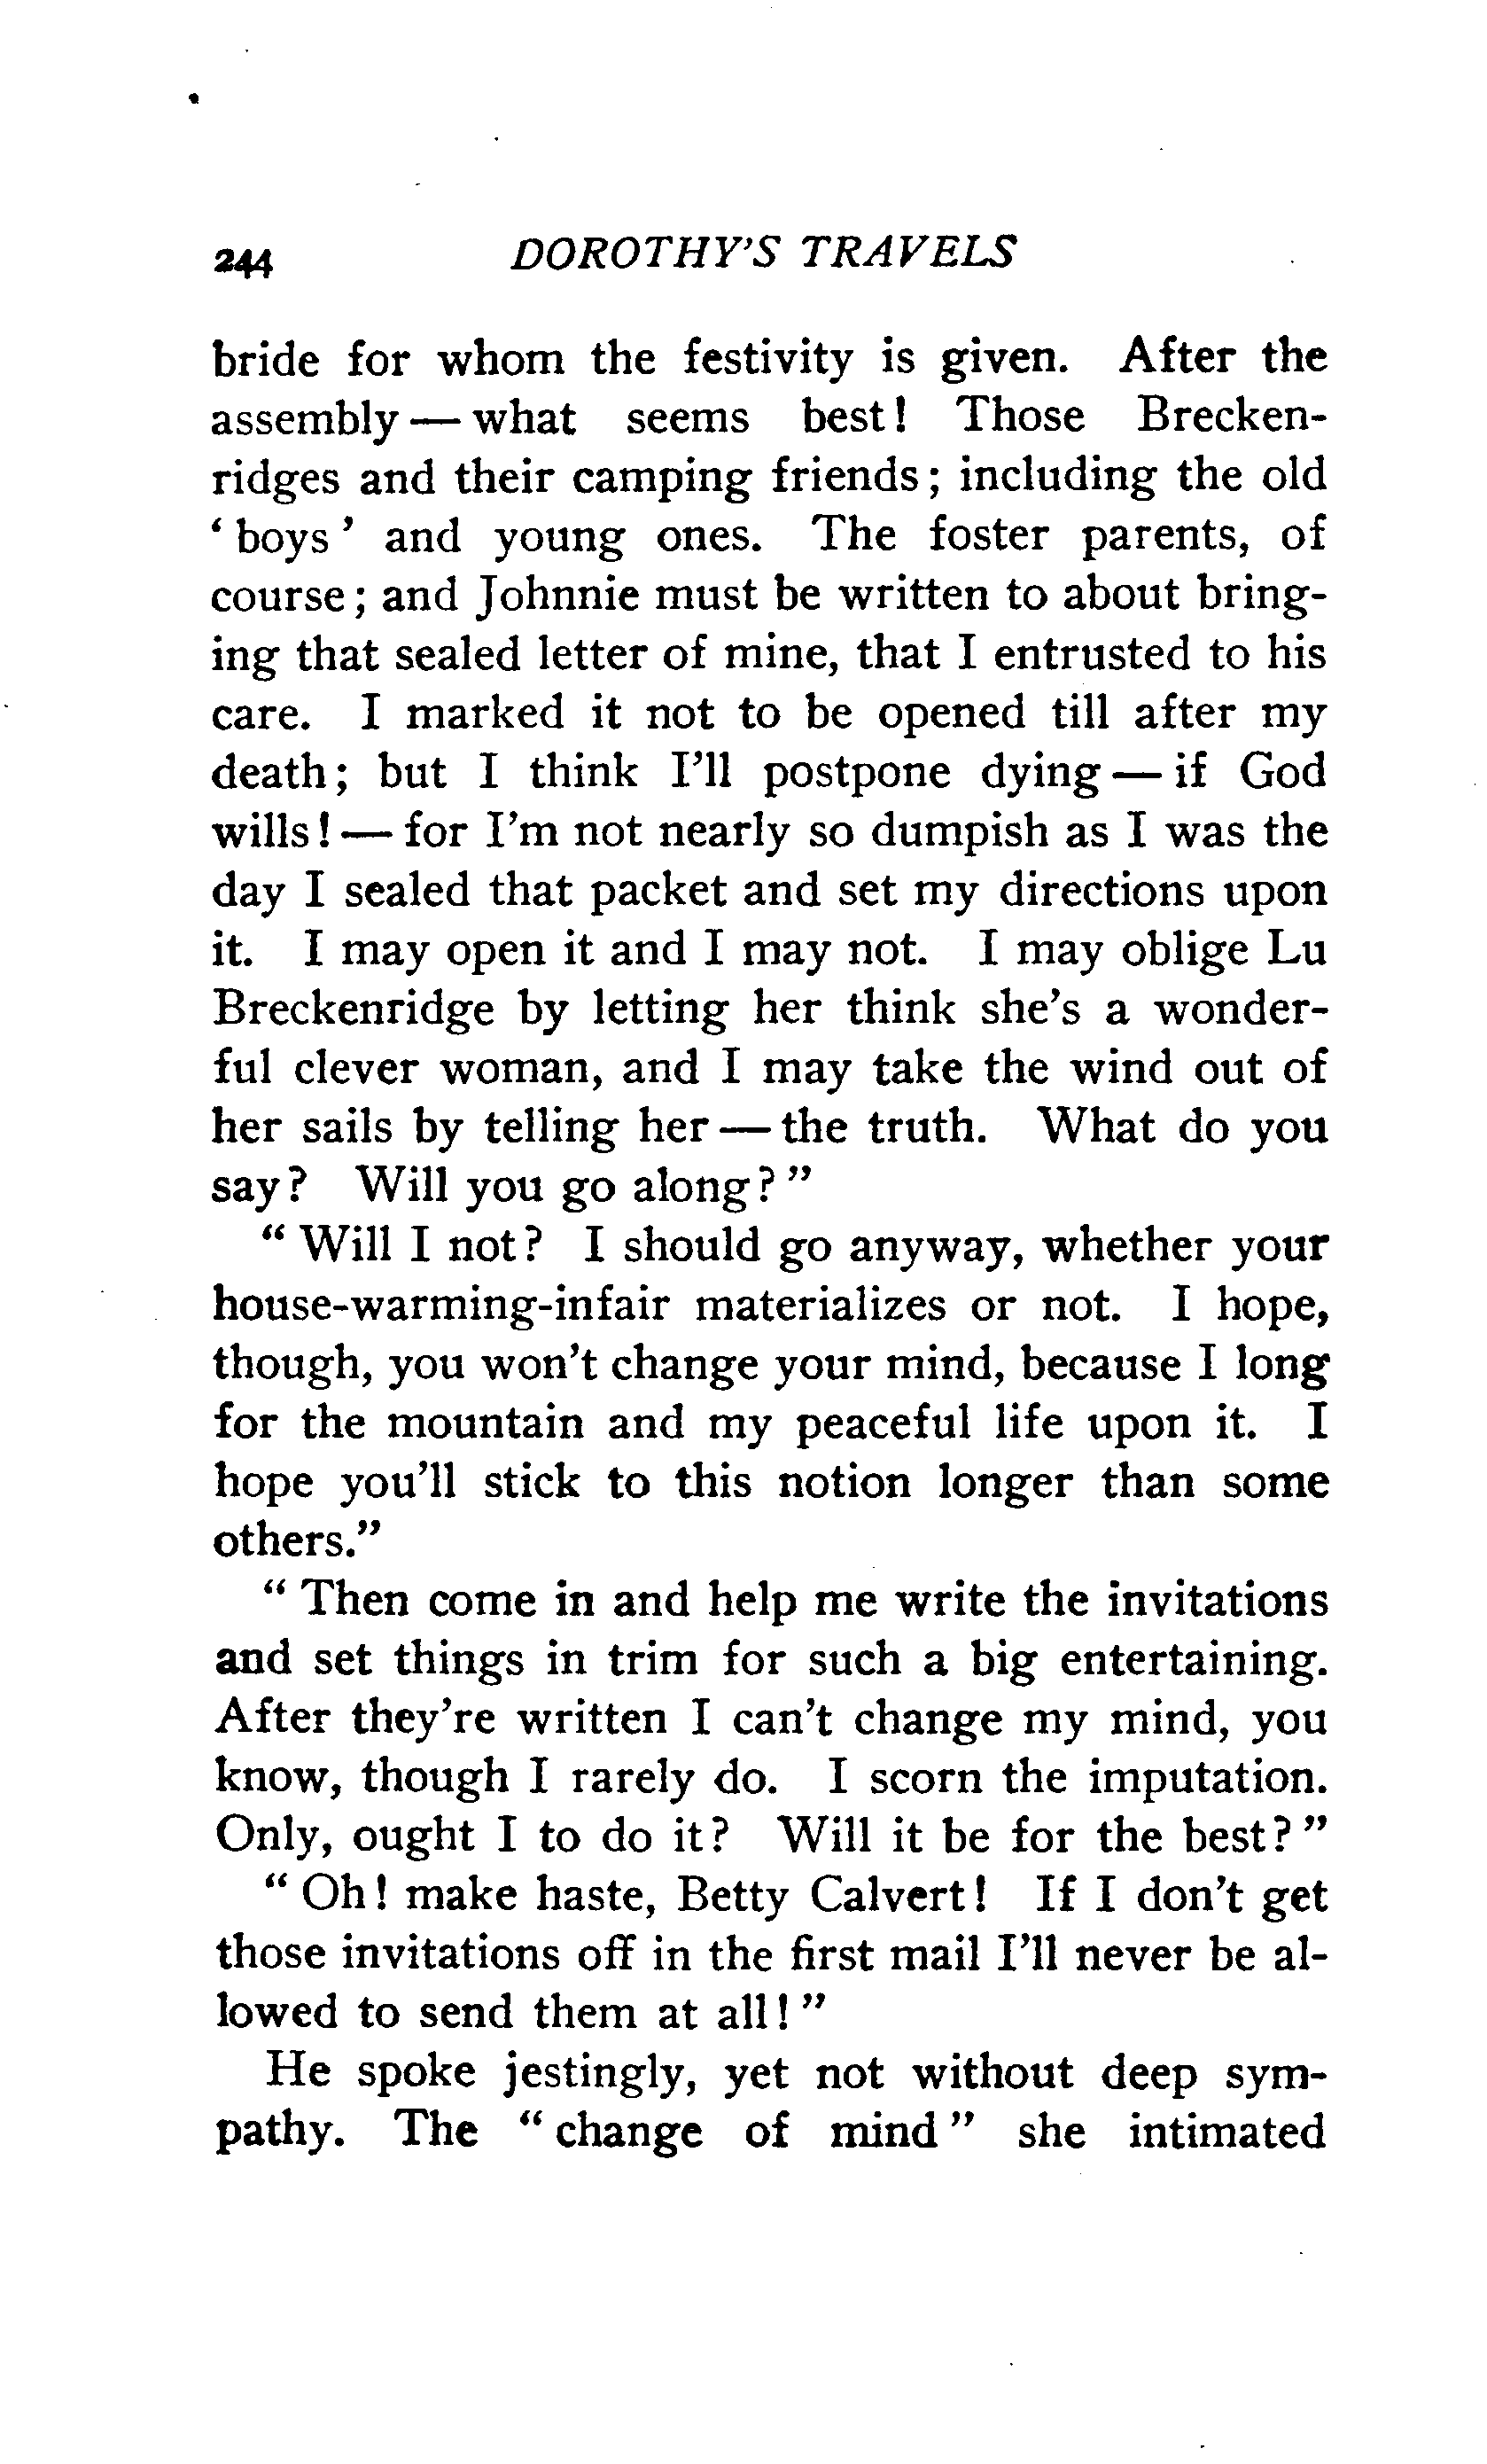 244 DOROTHY'S TRAVELS
bride for whom the festivity is given. After the
assembly — what seems best! Those Brecken-
ridges and their camping friends; including the old
'boys' and young ones. The foster parents, of
course; and Johnnie must be written to about bring-
ing that sealed letter of mine, that I entrusted to his
care. I marked it not to be opened till after my
death; but I think I'll postpone dying — if God
wills! — for I'm not nearly so dumpish as I was the
day I sealed that packet and set my directions upon
it. I may open it and I may not. I may oblige Lu
Breckenridge by letting her think she's a wonder-
ful clever woman, and I may take the wind out of
her sails by telling her — the truth. What do you
say? Will you go along?"
"Will I not? I should go anyway, whether your
house-warming-infair materializes or not. I hope,
though, you won't change your mind, because I long
for the mountain and my peaceful life upon it. I
hope you'll stick to this notion longer than some
others."
"Then come in and help me write the invitations
and set things in trim for such a big entertaining.
After they're written I can't change my mind, you
know, though I rarely do. I scorn the imputation.
Only, ought I to do it? Will it be for the best?"
"Oh! make haste, Betty Calvert! If I don't get
those invitations off in the first mail I'll never be al-
lowed to send them at all!"
He spoke jestingly, yet not without deep sym-
pathy. The "change of mind" she intimated